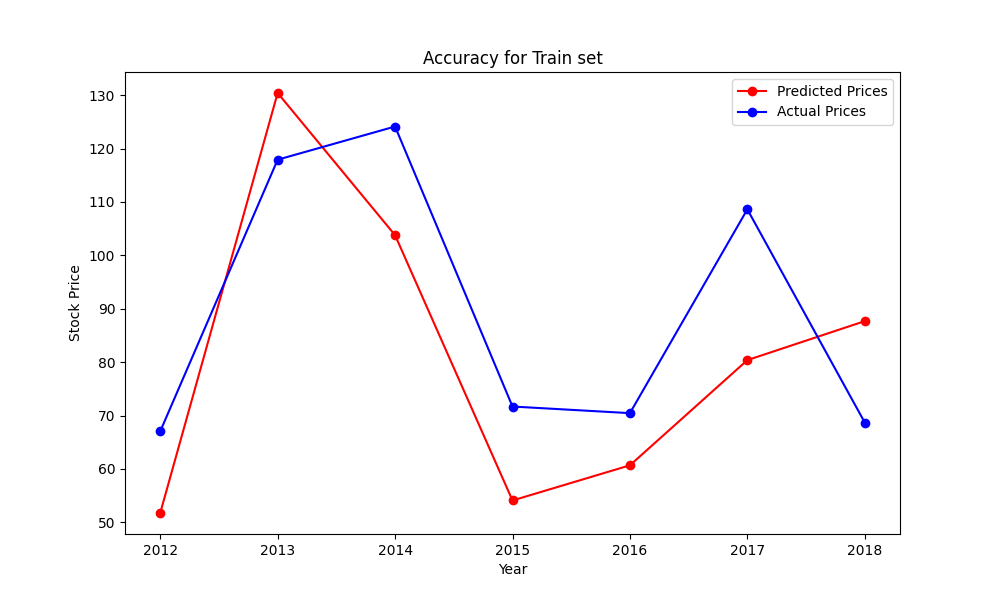 Accuracy for Train set
Predicted Prices
Actual Prices
130
120
110
100
90
80
70
60
50
Stock Price
2012 2013 2014 2015 2016 2017 2018
Year